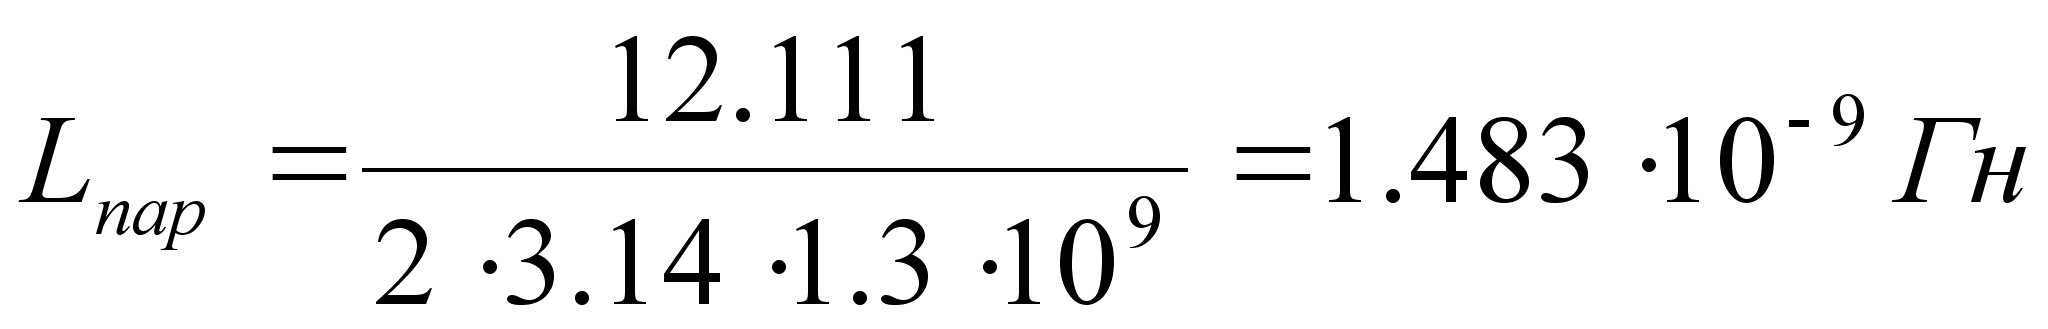 L_пар = 12.111 / (2 · 3.14 · 1.3 · 10^9) = 1.483 · 10^-9 Гн